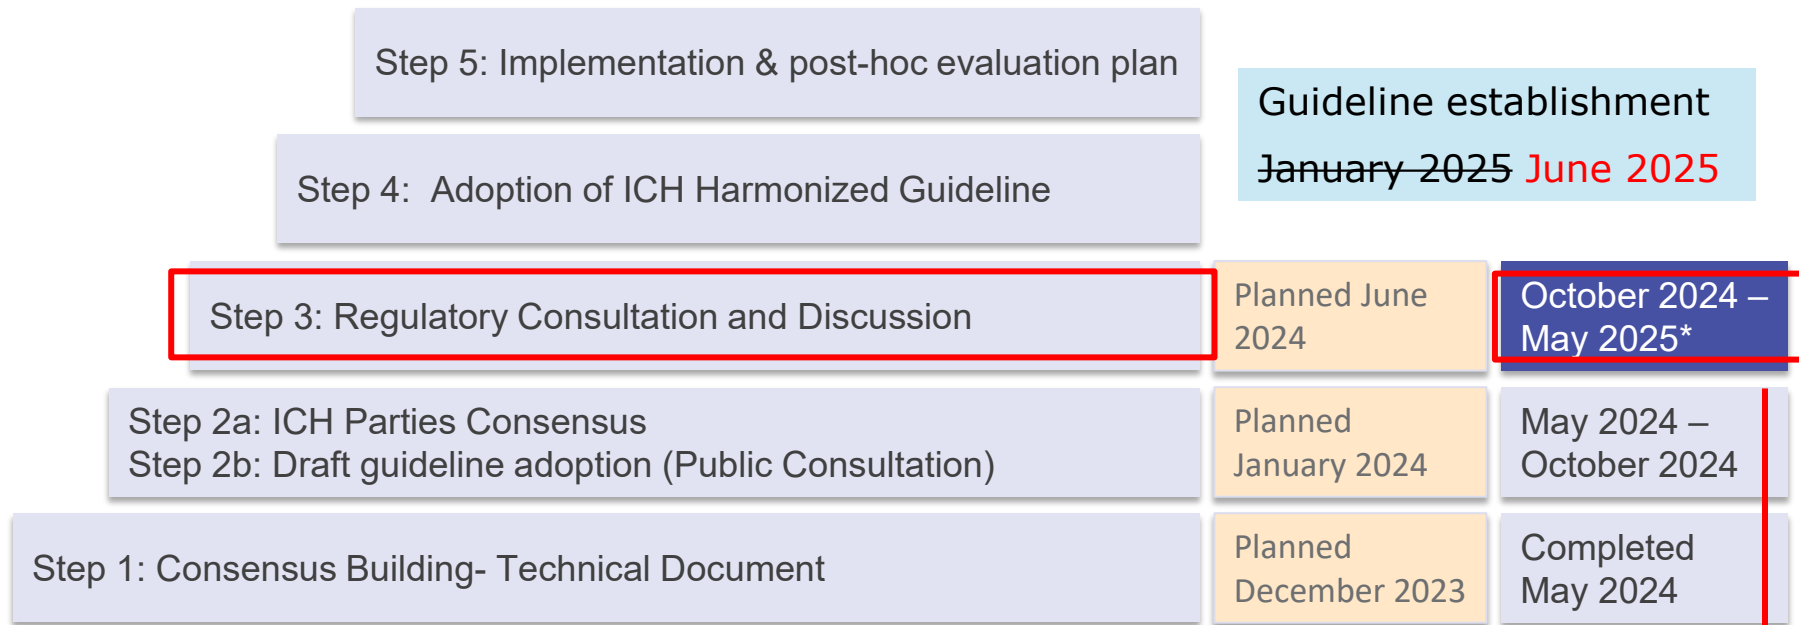 Step 5: Implementation & post-hoc evaluation plan
Guideline establishment
January 2025 June 2025
Step 4: Adoption of ICH Harmonized Guideline
Step 3: Regulatory Consultation and Discussion
Planned June
2024
October 2024 –
May 2025*
Step 2a: ICH Parties Consensus
Step 2b: Draft guideline adoption (Public Consultation)
Planned
January 2024
May 2024 –
October 2024
Step 1: Consensus Building- Technical Document
Planned
December 2023
Completed
May 2024